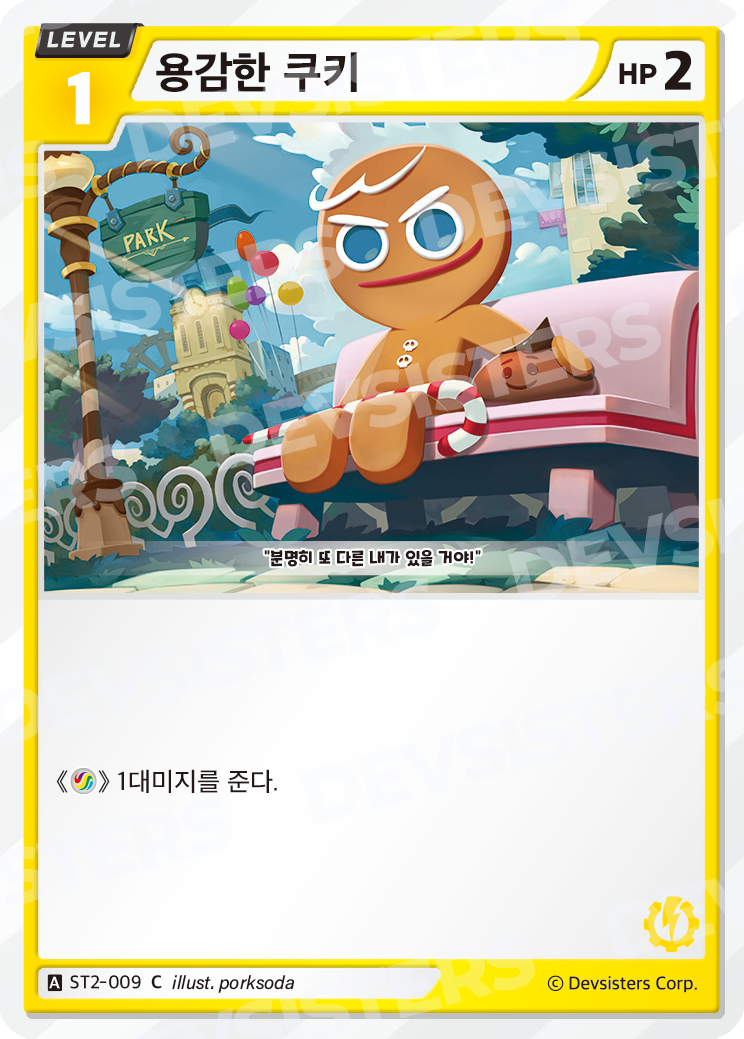 LEVEL
1
용감한 쿠키
HP 2
PARK
"분명히 또 다른 내가 있을 거야!"
《》 1대미지를 준다.
A ST2-009 C illust. porksoda
© Devsisters Corp.
DEVSISTERS